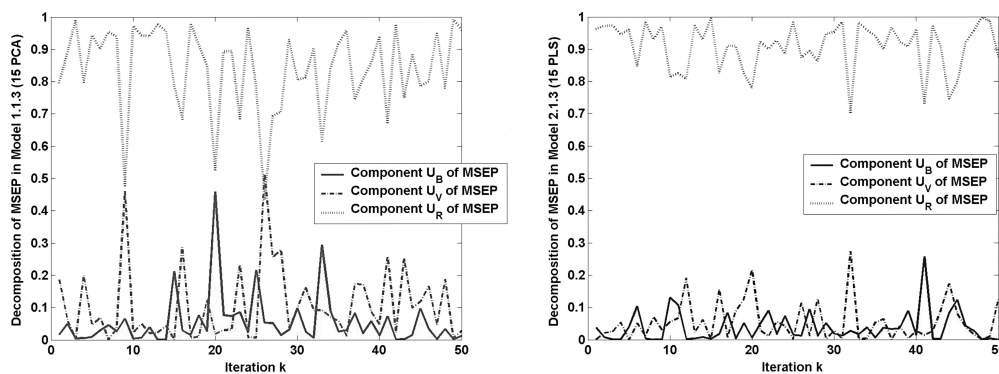 Decomposition of MSEP in Model 1.1.3 (15 PCA)
1
0.9
0.8
0.7
0.6
0.5
0.4
0.3
0.2
0.1
0
0 10 20 30 40 50
Iteration k
Component U_B of MSEP
Component U_V of MSEP
Component U_R of MSEP
Decomposition of MSEP in Model 2.1.3 (15 PLS)
1
0.9
0.8
0.7
0.6
0.5
0.4
0.3
0.2
0.1
0
0 10 20 30 40 50
Iteration k
Component U_B of MSEP
Component U_V of MSEP
Component U_R of MSEP